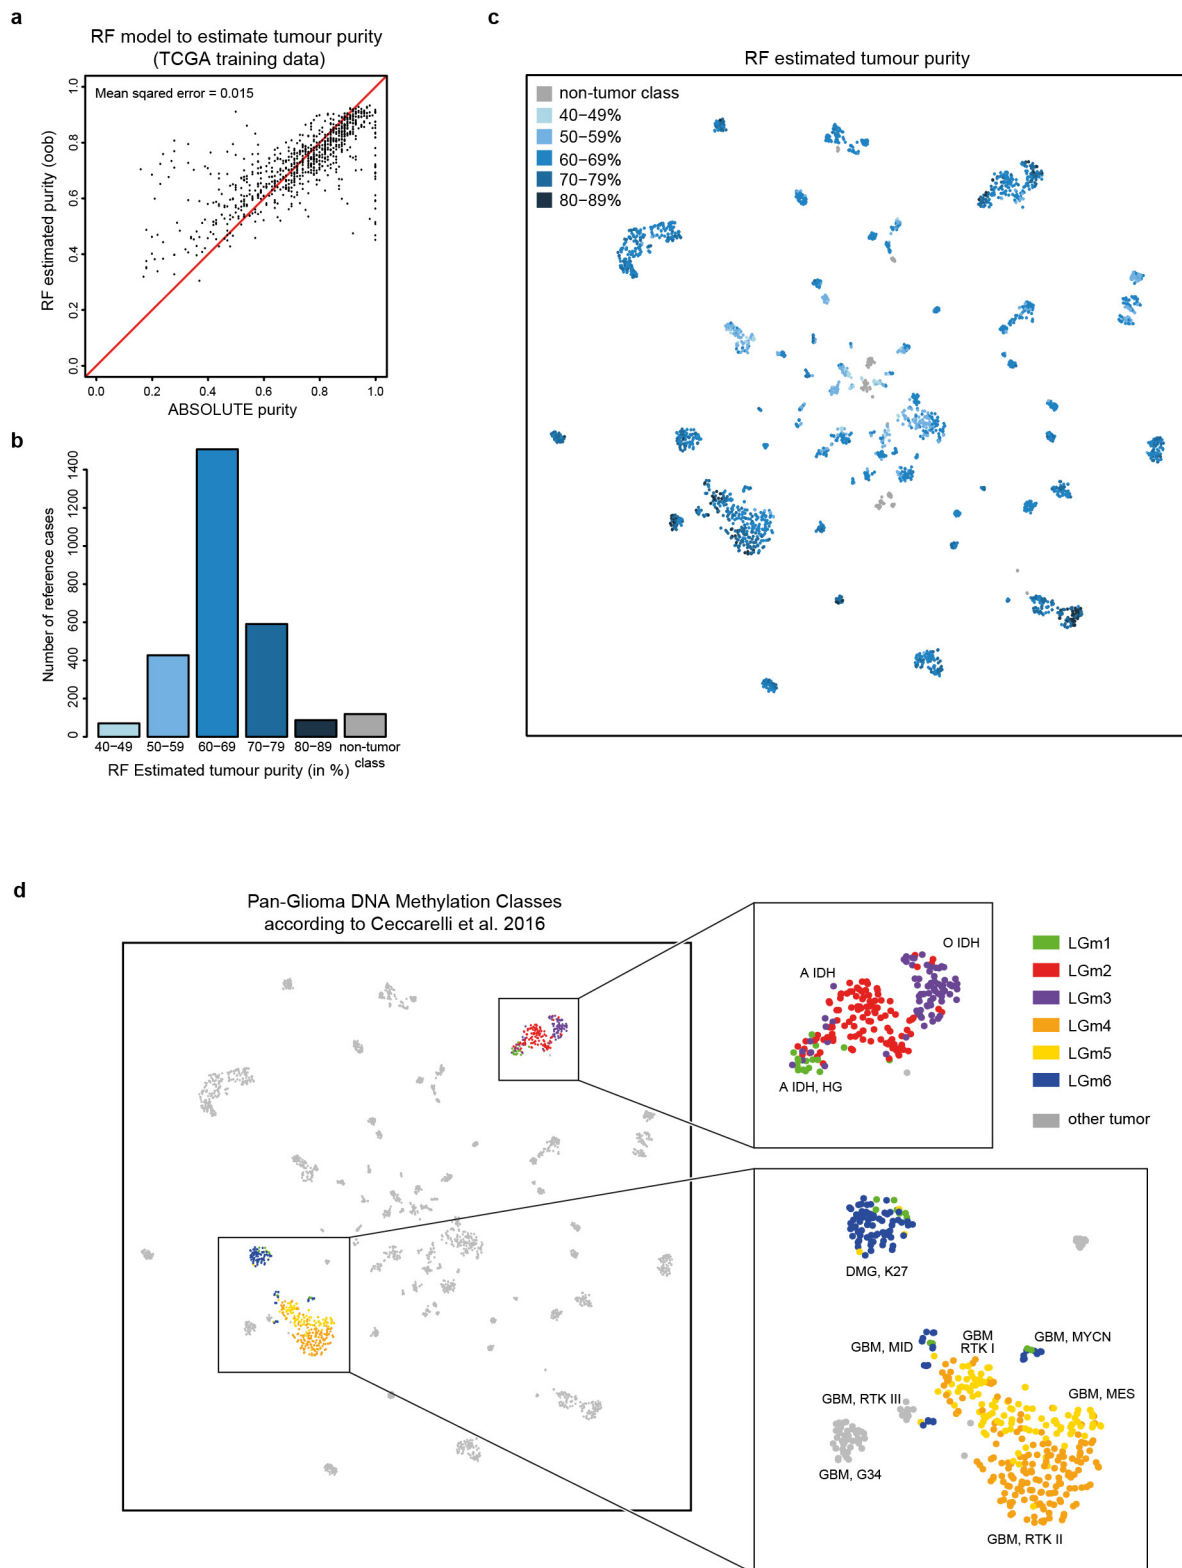 a
RF model to estimate tumour purity
(TCGA training data)
Mean sqared error = 0.015
RF estimated purity (oob)
1.0
0.8
0.6
0.4
0.2
0.0
0.0 0.2 0.4 0.6 0.8 1.0
ABSOLUTE purity
b
Number of reference cases
1400
1200
1000
800
600
400
200
0
40−49 50−59 60−69 70−79 80−89 non-tumor
class
RF Estimated tumour purity (in %)
c
RF estimated tumour purity
non-tumor class
40−49%
50−59%
60−69%
70−79%
80−89%
d
Pan-Glioma DNA Methylation Classes
according to Ceccarelli et al. 2016
O IDH
A IDH
A IDH, HG
LGm1
LGm2
LGm3
LGm4
LGm5
LGm6
other tumor
DMG, K27
GBM, MID
GBM
RTK I
GBM, MYCN
GBM, RTK III
GBM, MES
GBM, G34
GBM, RTK II